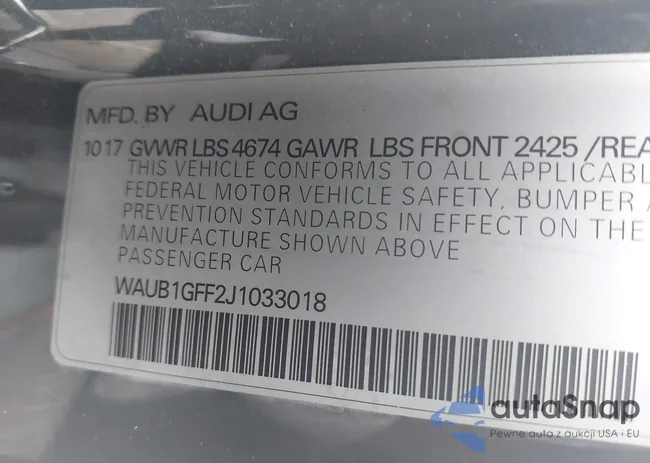 MFD. BY AUDI AG
10 17 GVWR LBS 4674 GAWR LBS FRONT 2425 /REA
THIS VEHICLE CONFORMS TO ALL APPLICABL
FEDERAL MOTOR VEHICLE SAFETY, BUMPER A
PREVENTION STANDARDS IN EFFECT ON THE
MANUFACTURE SHOWN ABOVE
PASSENGER CAR
WAUB1GFF2J1033018
autoSnap
Pewne auta z aukcji USA i EU